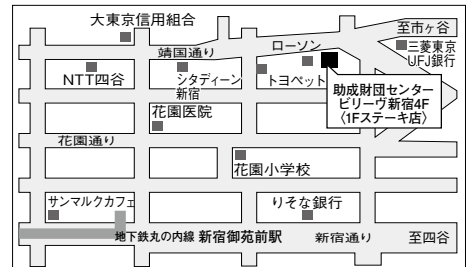 大東京信用組合
至市ヶ谷
靖国通り
ローソン
三菱東京
UFJ銀行
NTT四谷
シタディーン
新宿
トヨペット
助成財団センター
ビリーヴ新宿4F
〈1Fステーキ店〉
花園医院
花園通り
花園小学校
サンマルクカフェ
りそな銀行
地下鉄丸の内線 新宿御苑前駅
新宿通り
至四谷